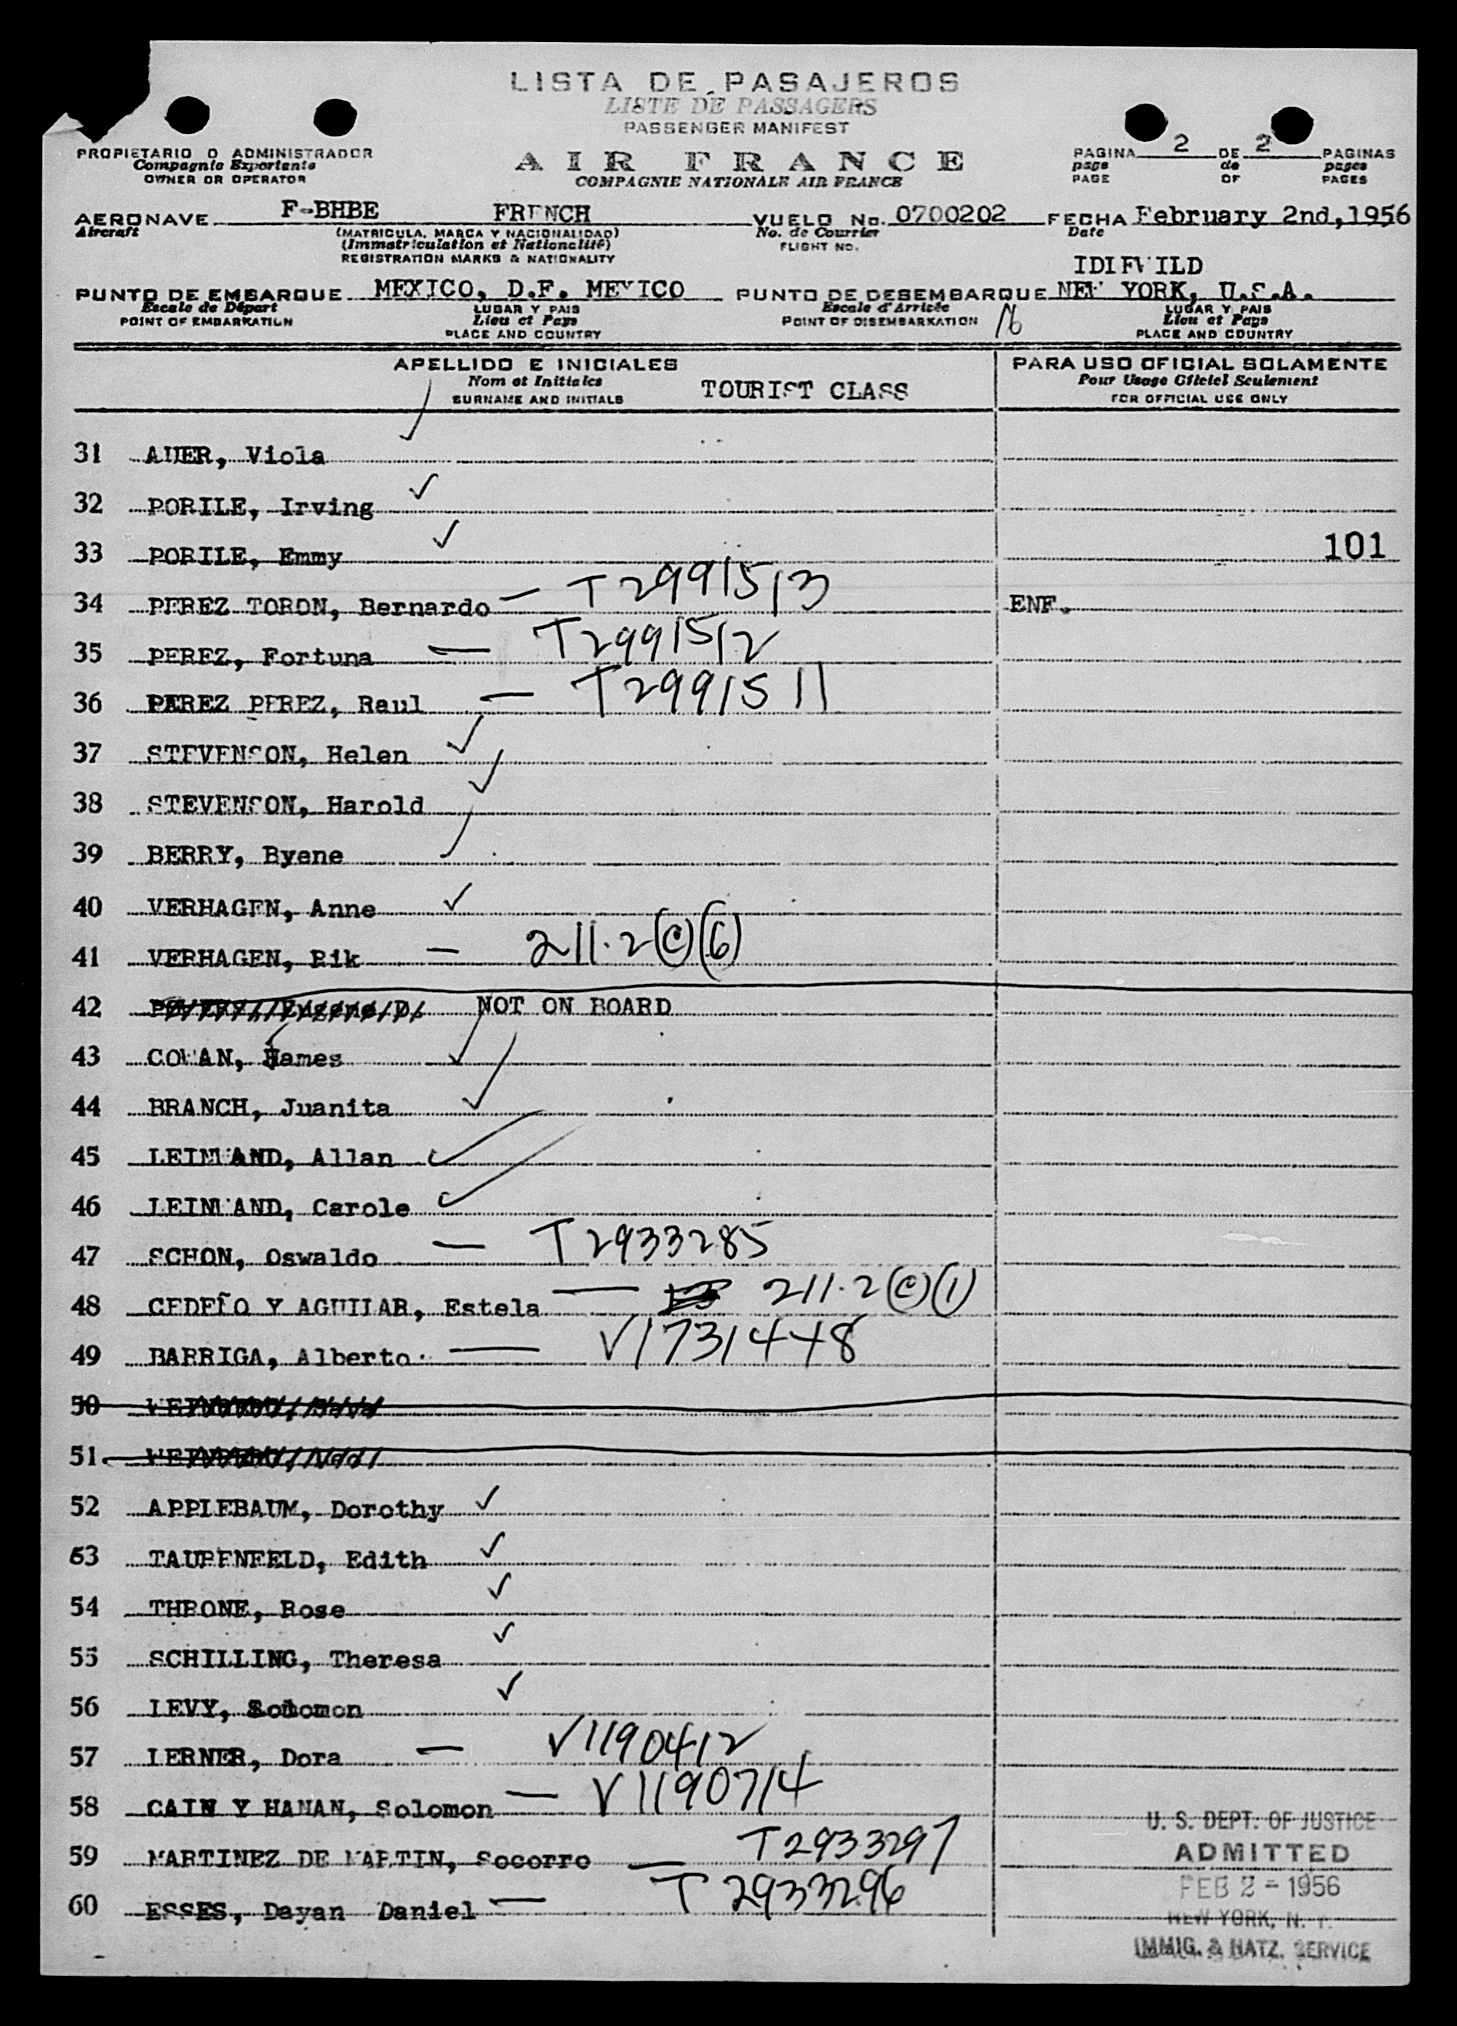 LISTA DE PASAJEROS
LISTE DE PASSAGERS
PASSENGER MANIFEST
PROPIETARIO O ADMINISTRADOR
Compagnie Exportante
OWNER OR OPERATOR
AIR FRANCE
COMPAGNIE NATIONALE AIR FRANCE
PAGINA 2 DE 2 PAGINAS
page de pages
PAGE OF PAGES
AERONAVE F-BHBE FRENCH VUELO No. 0700202 FECHA February 2nd,1956
Aircraft (MATRICULA, MARCA Y NACIONALIDAD) No. de Courrier Date
(Immatriculation et Nationalité) FLIGHT NO.
REGISTRATION MARKS & NATIONALITY
IDLEWILD
PUNTO DE EMBARQUE MEXICO, D.F. MEXICO PUNTO DE DESEMBARQUE NEW YORK, U.S.A.
Escale de Départ LUGAR Y PAIS Escale d'Arrivée LUGAR Y PAIS
POINT OF EMBARKATION Lieu et Pays POINT OF DISEMBARKATION 16 Lieu et Pays
PLACE AND COUNTRY PLACE AND COUNTRY
APELLIDO E INICIALES PARA USO OFICIAL SOLAMENTE
Nom et Initiales TOURIST CLASS Pour Usage Officiel Seulement
SURNAME AND INITIALS FOR OFFICIAL USE ONLY
31 AUER, Viola ✓
32 PORILE, Irving ✓
33 PORILE, Emmy ✓ 101
34 PEREZ TORON, Bernardo — T2991513 ENF.
35 PEREZ, Fortuna — T2991512
36 PEREZ PEREZ, Raul — T2991511
37 STEVENSON, Helen ✓
38 STEVENSON, Harold ✓
39 BERRY, Byene ✓
40 VERHAGEN, Anne ✓
41 VERHAGEN, Rik — 211.2(c)(6)
42 Eugene D. NOT ON BOARD
43 COWAN, James ✓
44 BRANCH, Juanita ✓
45 LEIMWAND, Allan ✓
46 LEINWAND, Carole ✓
47 SCHON, Oswaldo — T2933285
48 CEDEÑO Y AGUILAR, Estela — 211.2(c)(1)
49 BARRIGA, Alberto. — V1731448
50
51
52 APPLEBAUM, Dorothy ✓
53 TAUBENFELD, Edith ✓
54 THRONE, Rose ✓
55 SCHILLING, Theresa ✓
56 LEVY, Solomon ✓
57 LERNER, Dora — V1190412
58 CAIN Y HANAN, Solomon — V1190714
59 MARTINEZ DE MARTIN, Socorro — T2933297
60 ESSES, Dayan Daniel — T2933296
U. S. DEPT. OF JUSTICE
ADMITTED
FEB 2 - 1956
NEW YORK, N. Y.
IMMIG. & NATZ. SERVICE